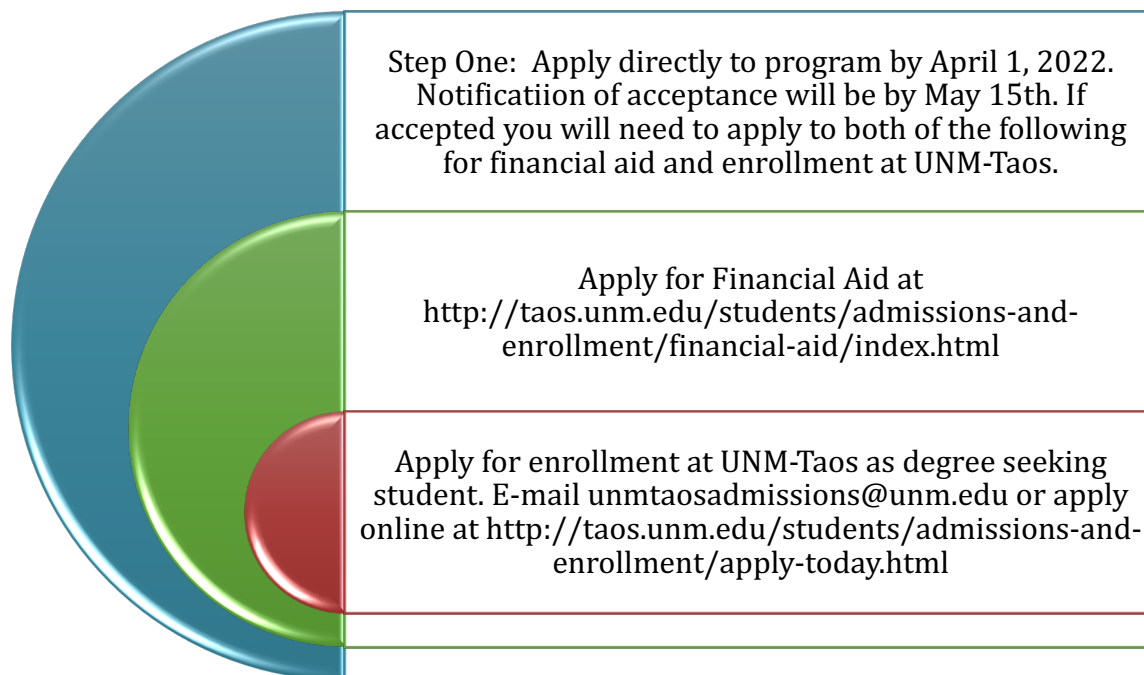 Step One:  Apply directly to program by April 1, 2022.
Notificatiion of acceptance will be by May 15th. If
accepted you will need to apply to both of the following
for financial aid and enrollment at UNM-Taos.
Apply for Financial Aid at
http://taos.unm.edu/students/admissions-and-
enrollment/financial-aid/index.html
Apply for enrollment at UNM-Taos as degree seeking
student. E-mail unmtaosadmissions@unm.edu or apply
online at http://taos.unm.edu/students/admissions-and-
enrollment/apply-today.html